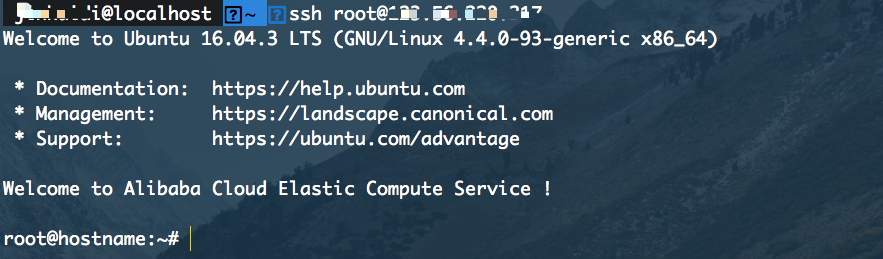 @localhost ~ ssh root@
Welcome to Ubuntu 16.04.3 LTS (GNU/Linux 4.4.0-93-generic x86_64)
* Documentation: https://help.ubuntu.com
* Management: https://landscape.canonical.com
* Support: https://ubuntu.com/advantage
Welcome to Alibaba Cloud Elastic Compute Service !
root@hostname:~#